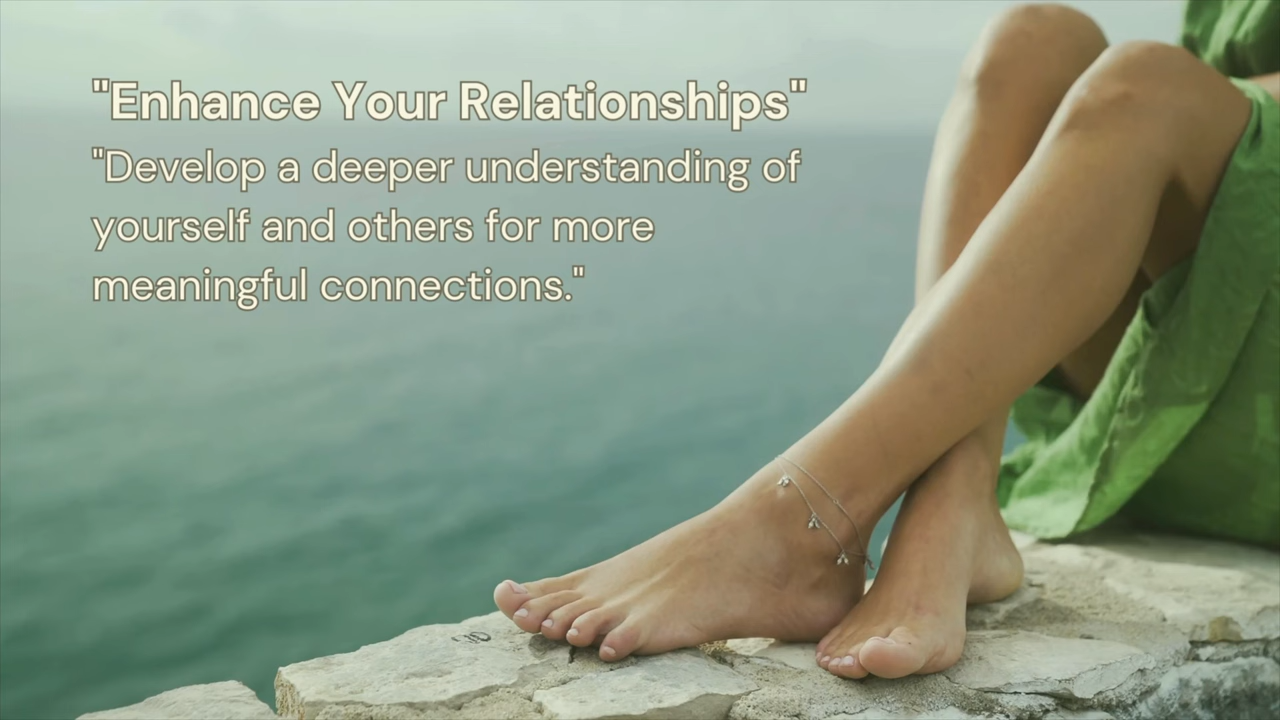 "Enhance Your Relationships"
"Develop a deeper understanding of
yourself and others for more
meaningful connections."